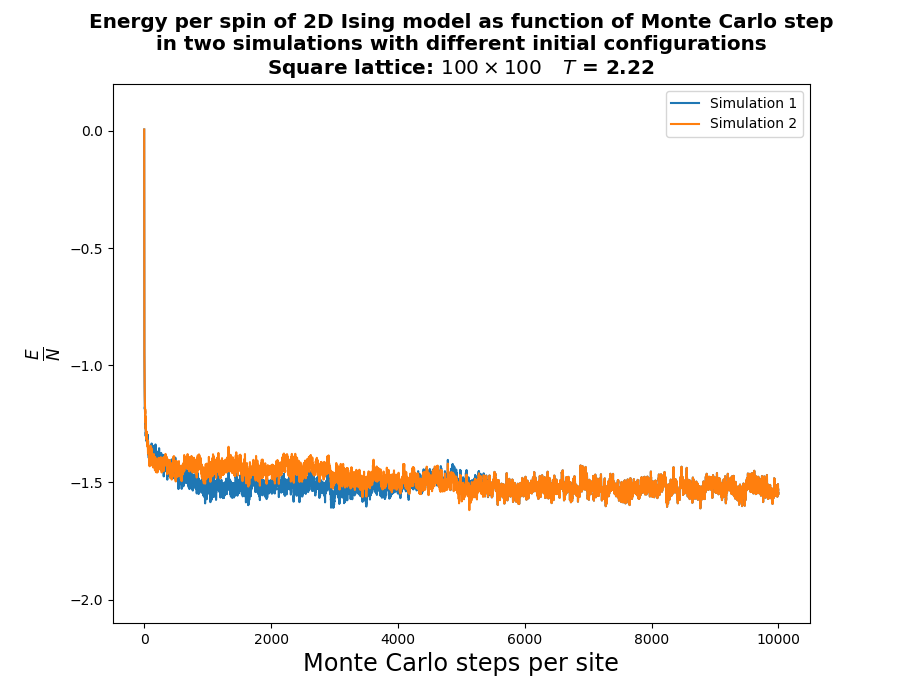 Energy per spin of 2D Ising model as function of Monte Carlo step
in two simulations with different initial configurations
Square lattice: 100 × 100 T = 2.22
Simulation 1
Simulation 2
0.0
−0.5
−1.0
−1.5
−2.0
E
N
0 2000 4000 6000 8000 10000
Monte Carlo steps per site